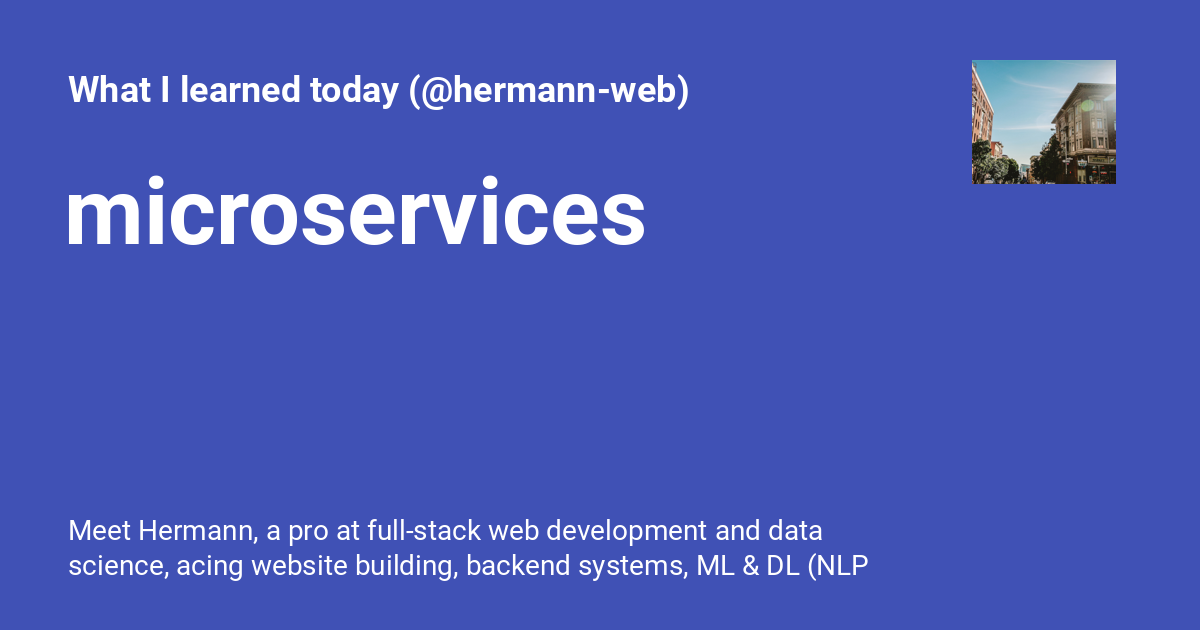 What I learned today (@hermann-web)
microservices
Meet Hermann, a pro at full-stack web development and data
science, acing website building, backend systems, ML & DL (NLP